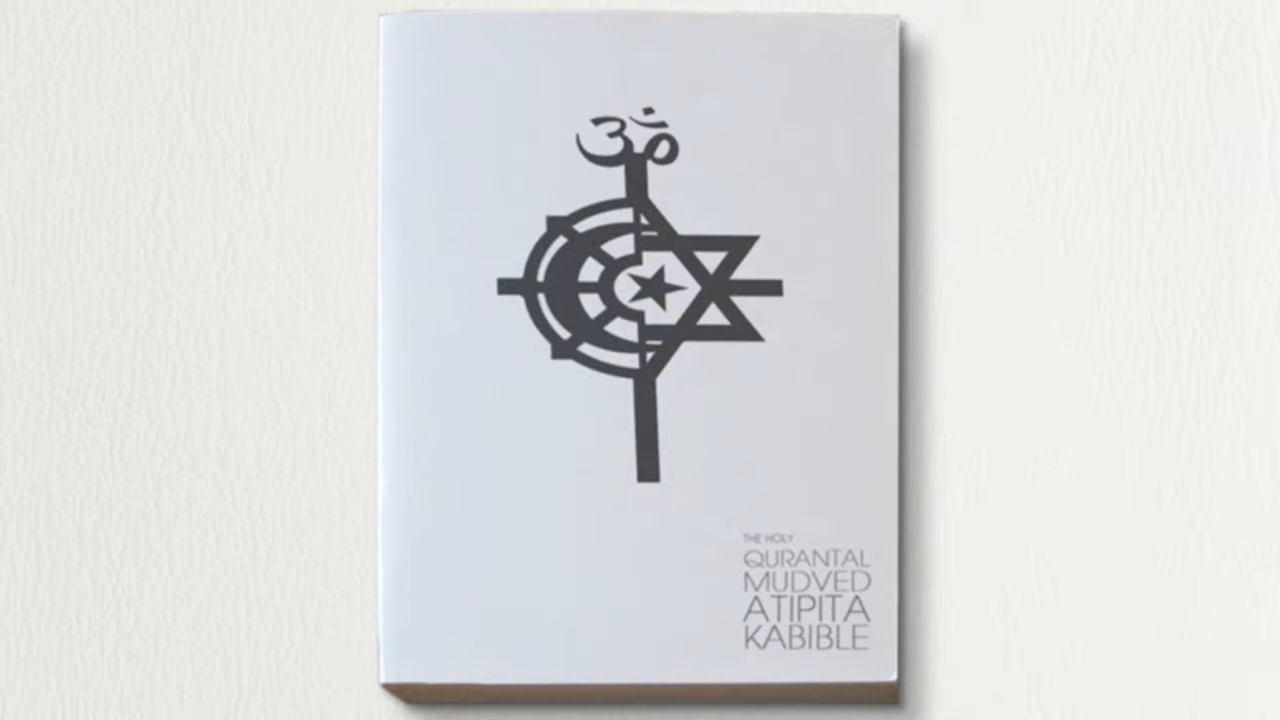 ॐ
THE HOLY
QURANTAL
MUDVED
ATIPITA
KABIBLE